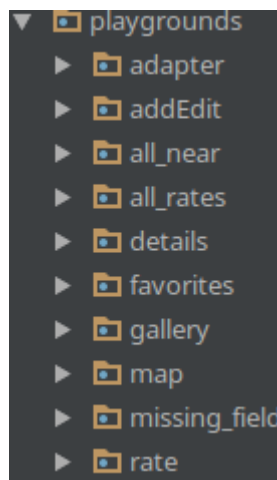 playgrounds
adapter
addEdit
all_near
all_rates
details
favorites
gallery
map
missing_field
rate